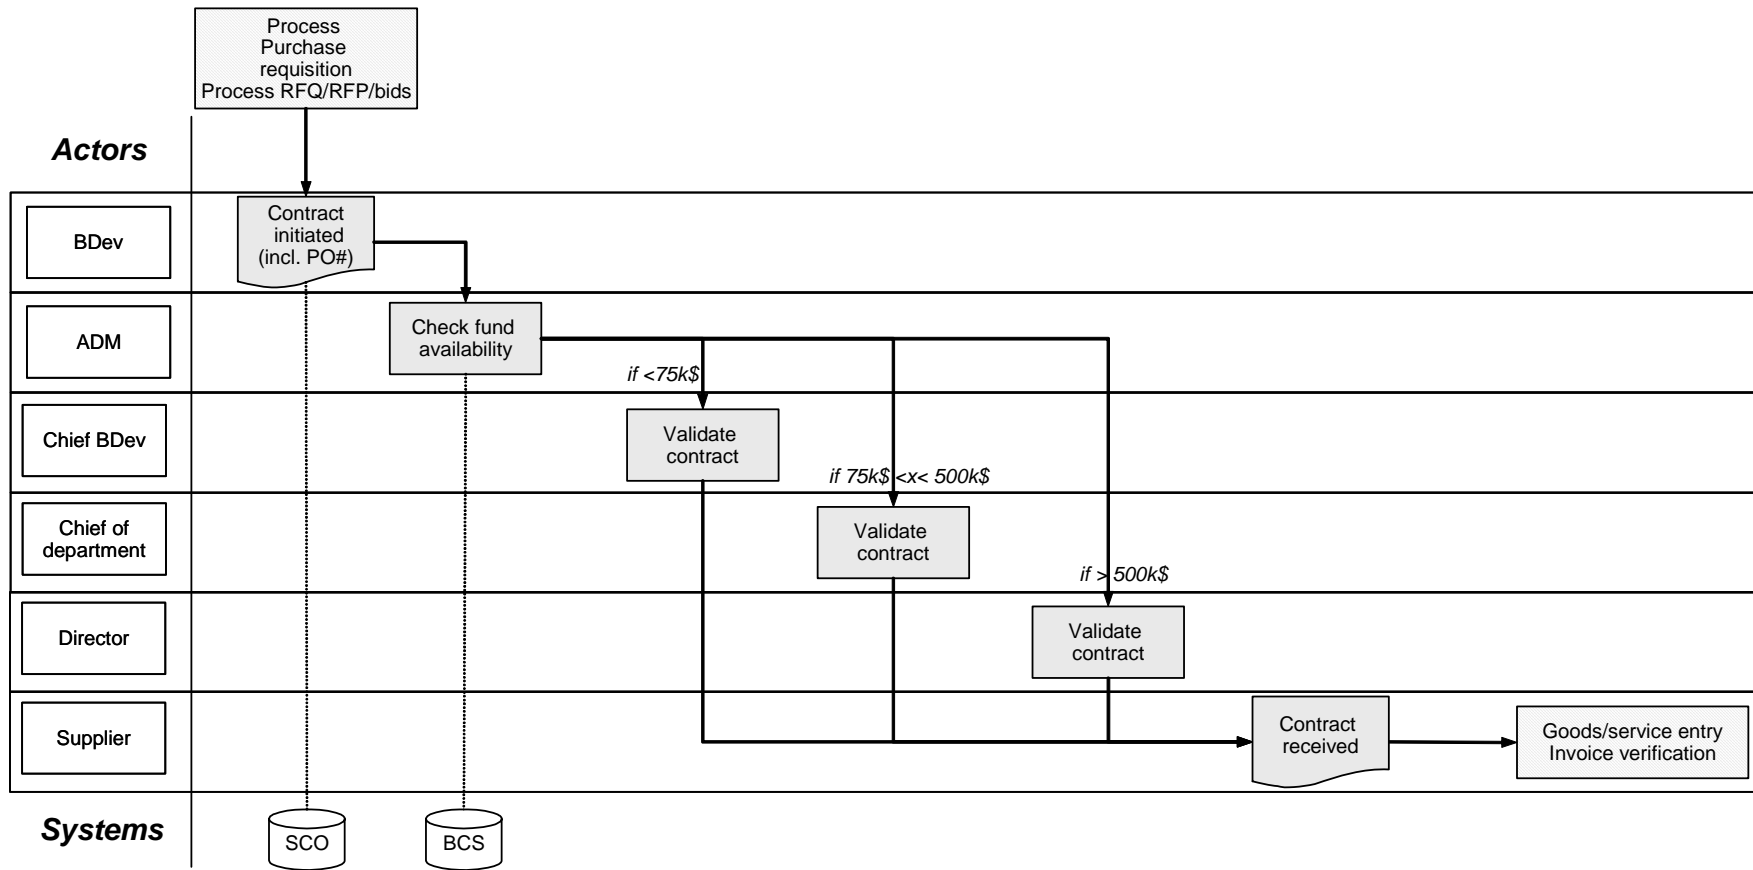 Process
Purchase
requisition
Process RFQ/RFP/bids
Actors
BDev
Contract
initiated
(incl. PO#)
ADM
Check fund
availability
if <75k$
Chief BDev
Validate
contract
if 75k$ <x< 500k$
Chief of
department
Validate
contract
if > 500k$
Director
Validate
contract
Supplier
Contract
received
Goods/service entry
Invoice verification
Systems
SCO
BCS